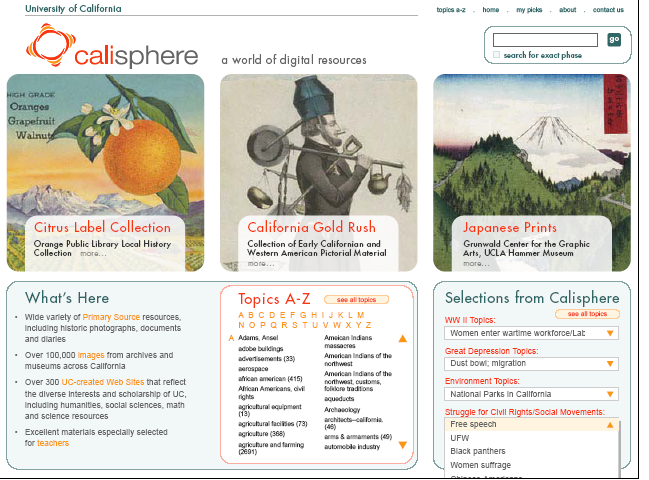 University of California
topics a-z . home . my picks . about . contact us
calisphere
a world of digital resources
go
search for exact phase
HIGH GRADE
Oranges
Grapefruit
Walnuts
Citrus Label Collection
Orange Public Library Local History
Collection more...
California Gold Rush
Collection of Early Californian and
Western American Pictorial Material
more...
Japanese Prints
Grunwald Center for the Graphic
Arts, UCLA Hammer Museum
more...
What's Here
• Wide variety of Primary Source resources,
including historic photographs, documents
and diaries
• Over 100,000 Images from archives and
museums across California
• Over 300 UC-created Web Sites that reflect
the diverse interests and scholarship of UC,
including humanities, social sciences, math
and science resources
• Excellent materials especially selected
for teachers
Topics A-Z
see all topics
A B C D E F G H I J K L M
N O P Q R S T U V W X Y Z
A
Adams, Ansel
adobe buildings
advertisements (33)
aerospace
african american (415)
African Americans, civil
rights
agricultural equipment
(13)
agricultural facilities (73)
agriculture (368)
agriculture and farming
(2691)
American Indians
massacres
American Indians of the
northwest
American Indians of the
northwest, customs,
folklore traditions
aqueducts
Archaeology
architects--california.
(46)
arms & armaments (49)
automobile industry
Selections from Calisphere
see all topics
WW II Topics:
Women enter wartime workforce/Lab
Great Depression Topics:
Dust bowl; migration
Environment Topics:
National Parks in California
Struggle for Civil Rights/Social Movements:
Free speech
UFW
Black panthers
Women suffrage